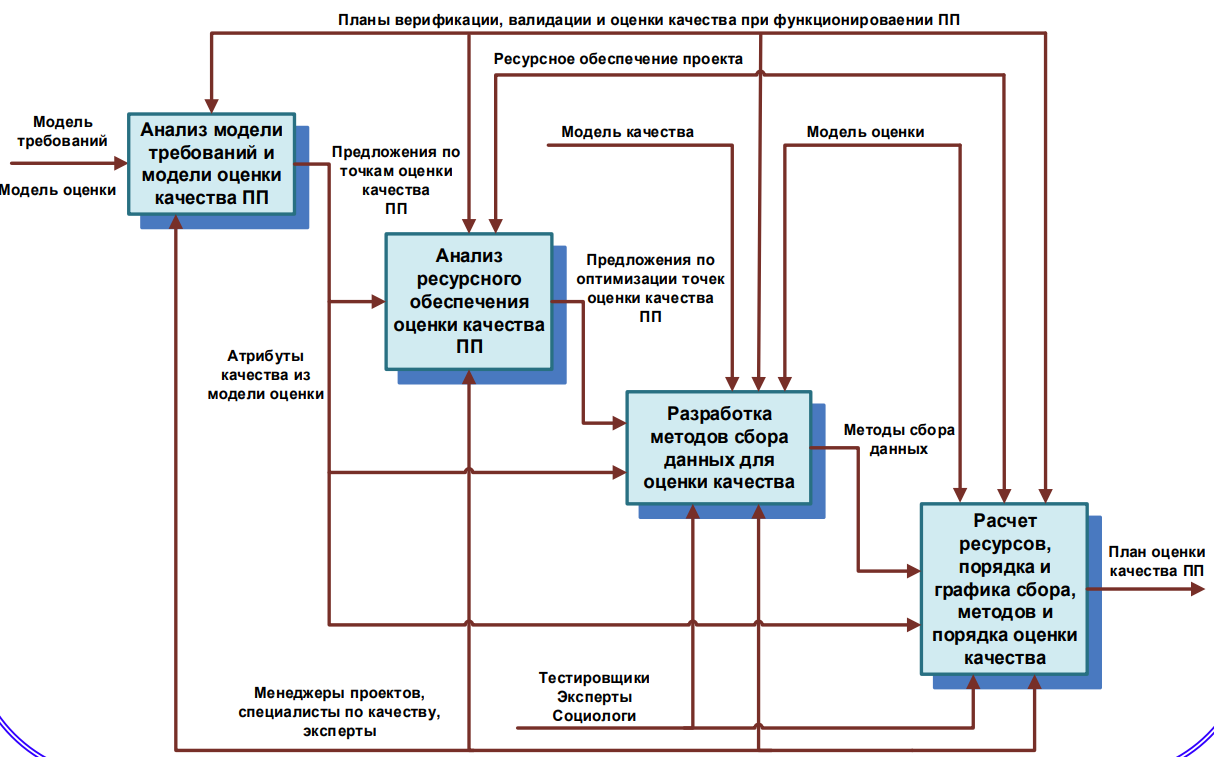 Планы верификации, валидации и оценки качества при функционироваении ПП
Ресурсное обеспечение проекта
Модель
требований
Модель оценки
Анализ модели
требований и
модели оценки
качества ПП
Предложения по
точкам оценки
качества
ПП
Модель качества
Модель оценки
Анализ
ресурсного
обеспечения
оценки качества
ПП
Предложения по
оптимизации точек
оценки качества
ПП
Атрибуты
качества из
модели оценки
Разработка
методов сбора
данных для
оценки качества
Методы сбора
данных
Расчет
ресурсов,
порядка и
графика сбора,
методов и
порядка оценки
качества
План оценки
качества ПП
Тестировщики
Эксперты
Социологи
Менеджеры проектов,
специалисты по качеству,
эксперты